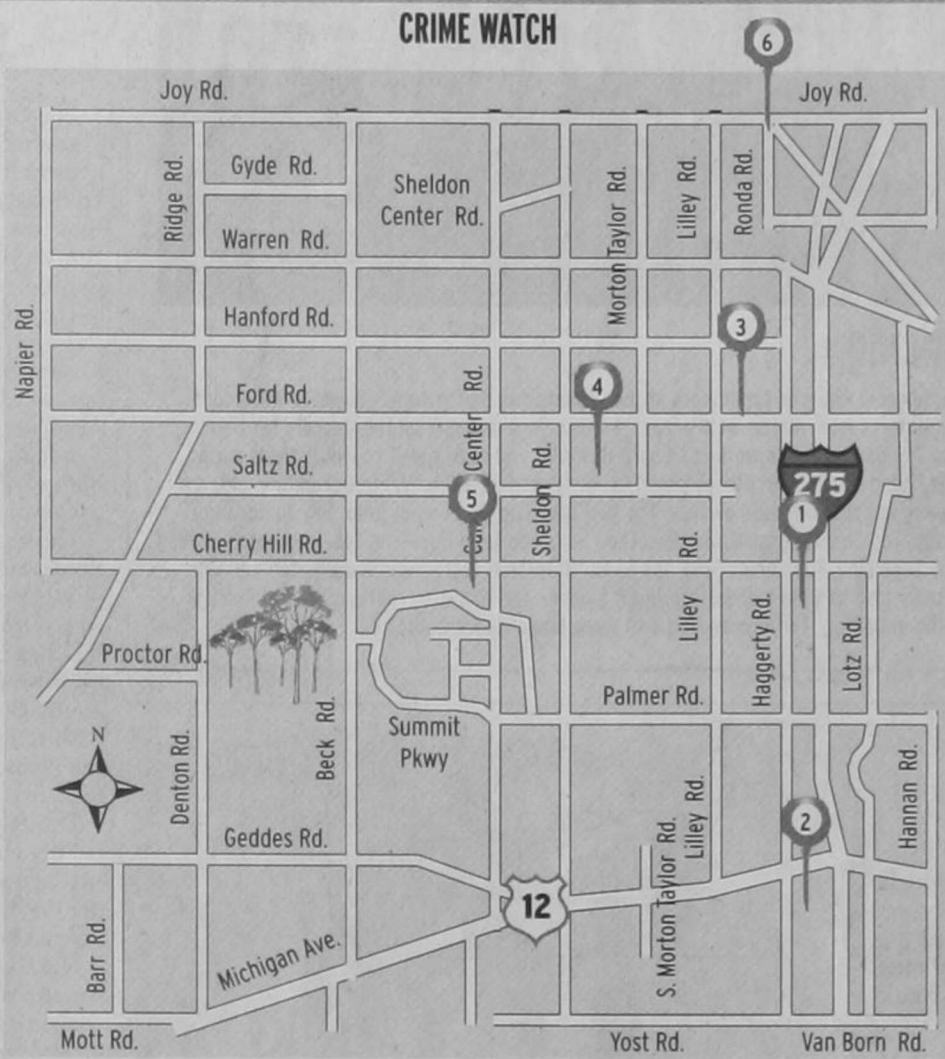 CRIME WATCH
6
Joy Rd.
Joy Rd.
Gyde Rd.
Ridge Rd.
Sheldon
Center Rd.
Morton Taylor Rd.
Lilley Rd.
Ronda Rd.
Warren Rd.
Napier Rd.
Hanford Rd.
3
4
Ford Rd.
Center Rd.
Saltz Rd.
Sheldon Rd.
5
275
1
Cherry Hill Rd.
Lilley Rd.
Haggerty Rd.
Lotz Rd.
Proctor Rd.
Palmer Rd.
Beck Rd.
Summit
Pkwy
N
Denton Rd.
Hannan Rd.
2
Geddes Rd.
S. Morton Taylor Rd.
Lilley Rd.
12
Barr Rd.
Michigan Ave.
Mott Rd.
Yost Rd.
Van Born Rd.